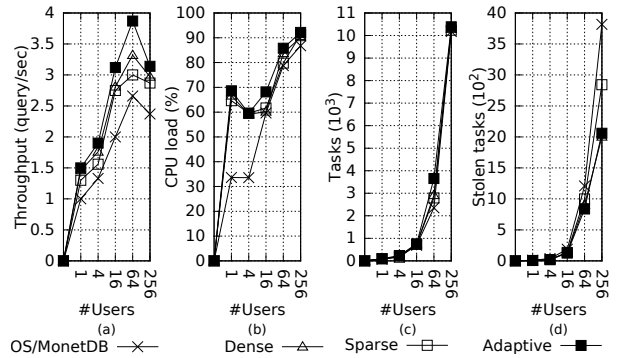 Throughput (query/sec)
4
3.5
3
2.5
2
1.5
1
0.5
0
1 4 16 64 256
#Users
(a)
CPU load (%)
100
90
80
70
60
50
40
30
20
10
0
1 4 16 64 256
#Users
(b)
Tasks (10^3)
11
10
9
8
7
6
5
4
3
2
1
0
1 4 16 64 256
#Users
(c)
Stolen tasks (10^2)
40
35
30
25
20
15
10
5
0
1 4 16 64 256
#Users
(d)
OS/MonetDB Dense Sparse Adaptive